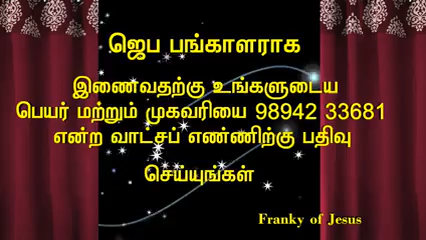 ஜெப பங்காளராக
இணைவதற்கு உங்களுடைய
பெயர் மற்றும் முகவரியை 98942 33681
என்ற வாட்சப் எண்ணிற்கு பதிவு
செய்யுங்கள்
Franky of Jesus